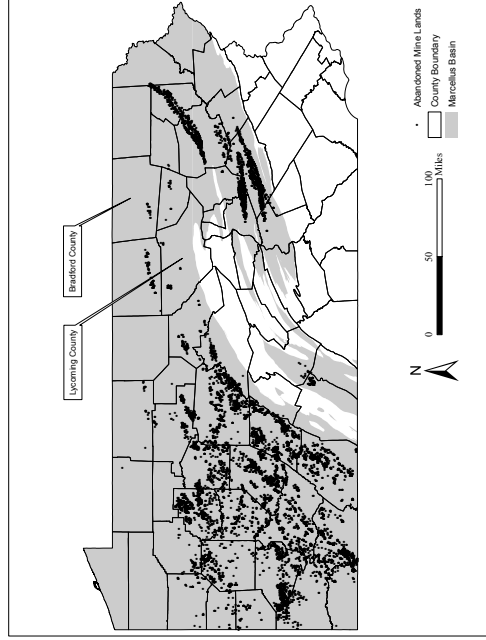 Bradford County
Lycoming County
Abandoned Mine Lands
County Boundary
Marcellus Basin
N
0
50
100
Miles